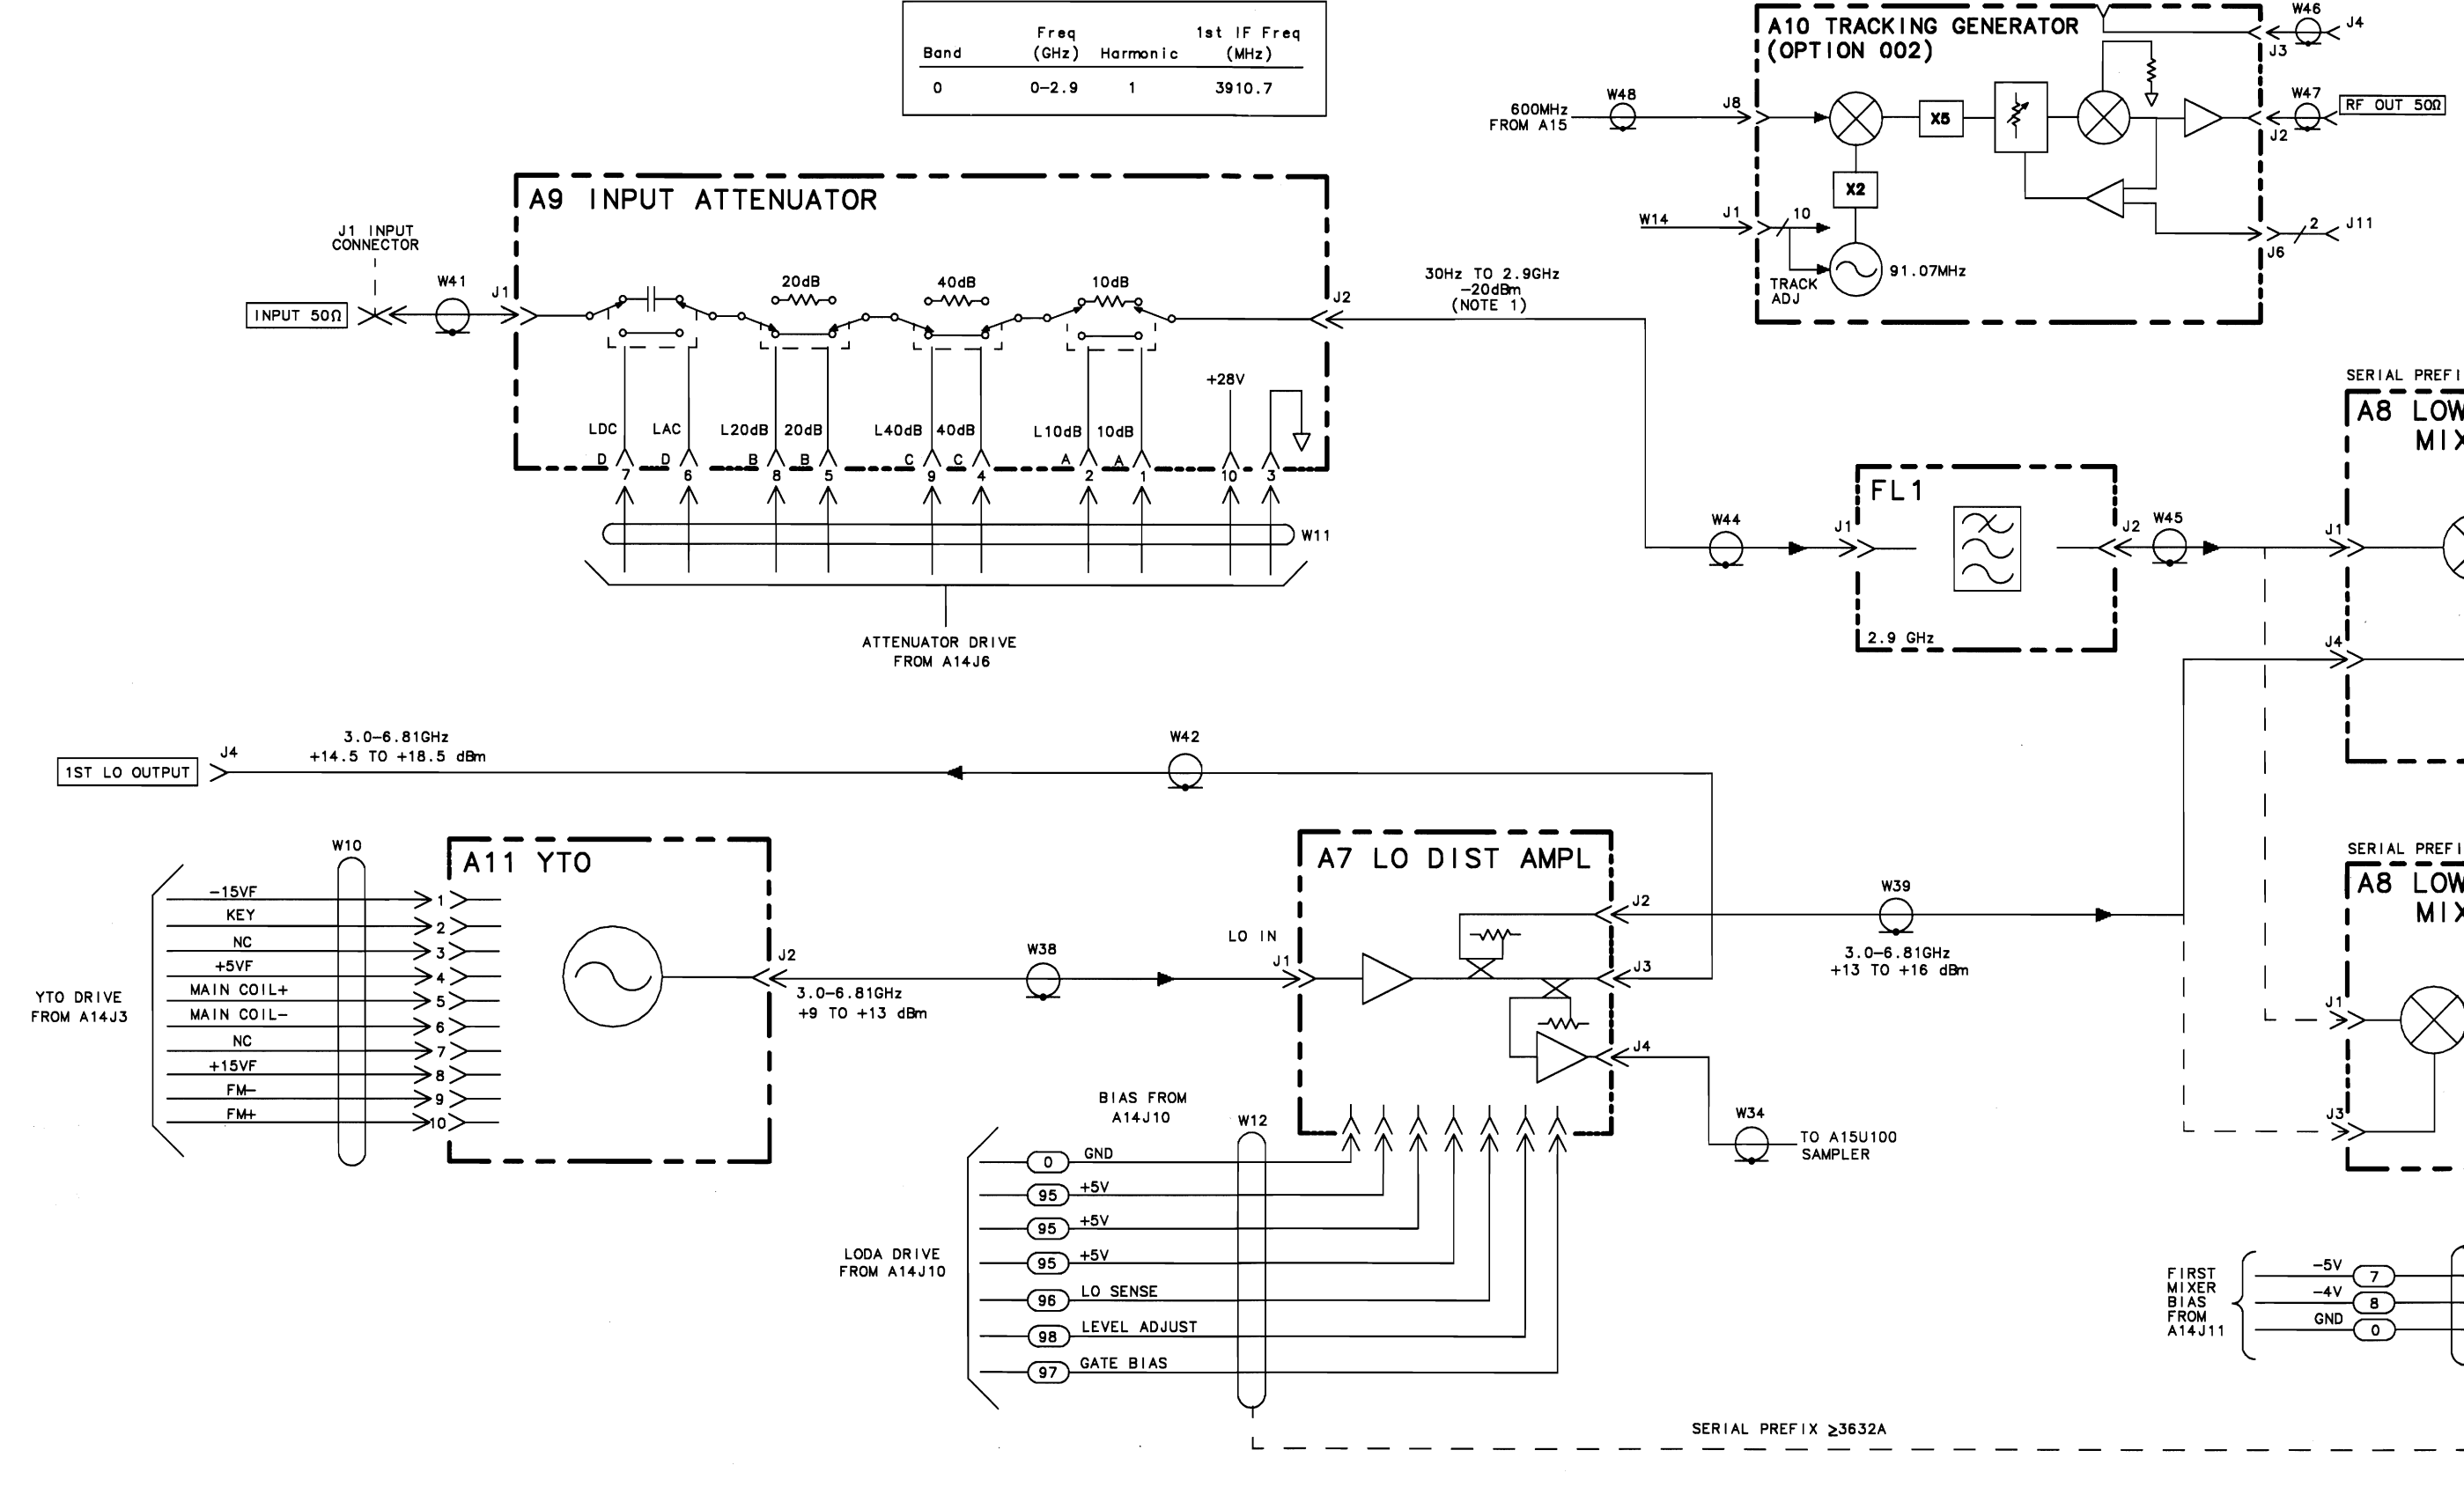 Freq 1st IF Freq
Band (GHz) Harmonic (MHz)
0 0-2.9 1 3910.7
A10 TRACKING GENERATOR
(OPTION 002)
W46
J4
J3
600MHz
FROM A15
W48
J8
X5
W47
RF OUT 50Ω
J2
X2
W14
J1
10
TRACK
ADJ
91.07MHz
2
J11
J6
A9 INPUT ATTENUATOR
J1 INPUT
CONNECTOR
INPUT 50Ω
W41
J1
20dB
40dB
10dB
J2
30Hz TO 2.9GHz
-20dBm
(NOTE 1)
+28V
LDC LAC L20dB 20dB L40dB 40dB L10dB 10dB
D D B B C C A A
7 6 8 5 9 4 2 1 10 3
W11
ATTENUATOR DRIVE
FROM A14J6
W44
J1
FL1
2.9 GHz
J2
W45
SERIAL PREFI
A8 LOW
MIX
J1
J4
1ST LO OUTPUT
J4
3.0-6.81GHz
+14.5 TO +18.5 dBm
W42
W10
A11 YTO
YTO DRIVE
FROM A14J3
-15VF 1
KEY 2
NC 3
+5VF 4
MAIN COIL+ 5
MAIN COIL- 6
NC 7
+15VF 8
FM- 9
FM+ 10
J2
3.0-6.81GHz
+9 TO +13 dBm
W38
LO IN
J1
A7 LO DIST AMPL
J2
J3
J4
W39
3.0-6.81GHz
+13 TO +16 dBm
W34
TO A15U100
SAMPLER
SERIAL PREFI
A8 LOW
MIX
J1
J3
BIAS FROM
A14J10
W12
LODA DRIVE
FROM A14J10
0 GND
95 +5V
95 +5V
95 +5V
96 LO SENSE
98 LEVEL ADJUST
97 GATE BIAS
FIRST
MIXER
BIAS
FROM
A14J11
-5V 7
-4V 8
GND 0
SERIAL PREFIX ≥3632A